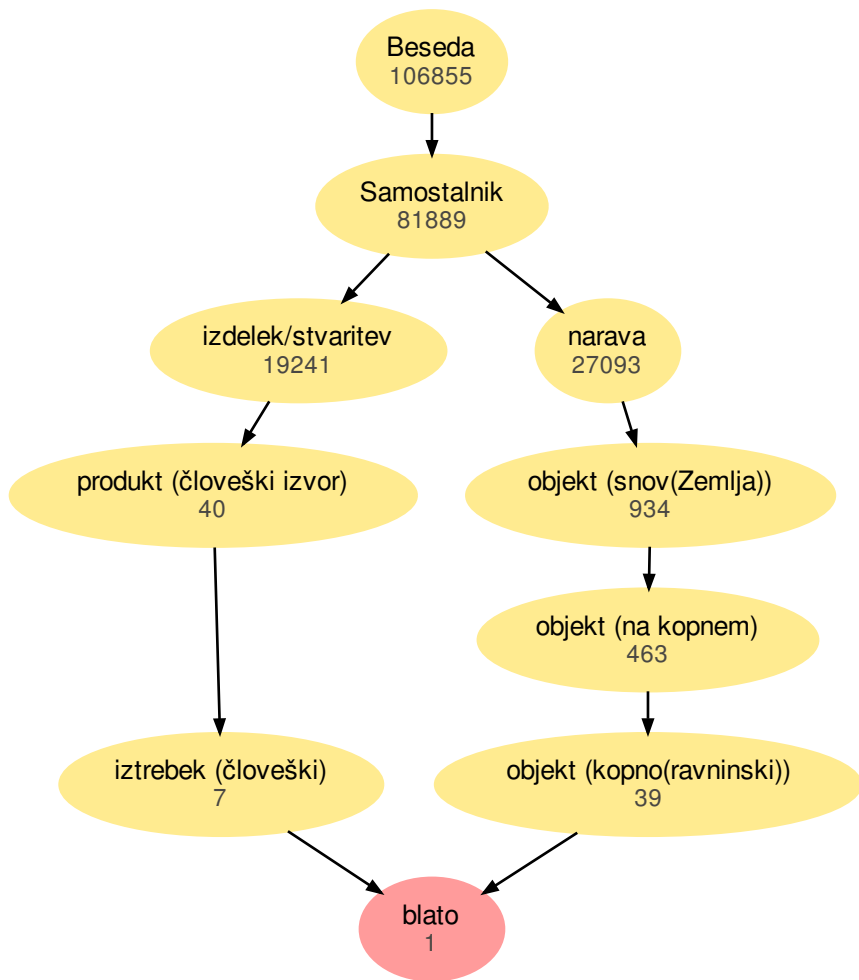 Beseda
106855
Samostalnik
81889
izdelek/stvaritev
19241
narava
27093
produkt (človeški izvor)
40
objekt (snov(Zemlja))
934
objekt (na kopnem)
463
iztrebek (človeški)
7
objekt (kopno(ravninski))
39
blato
1